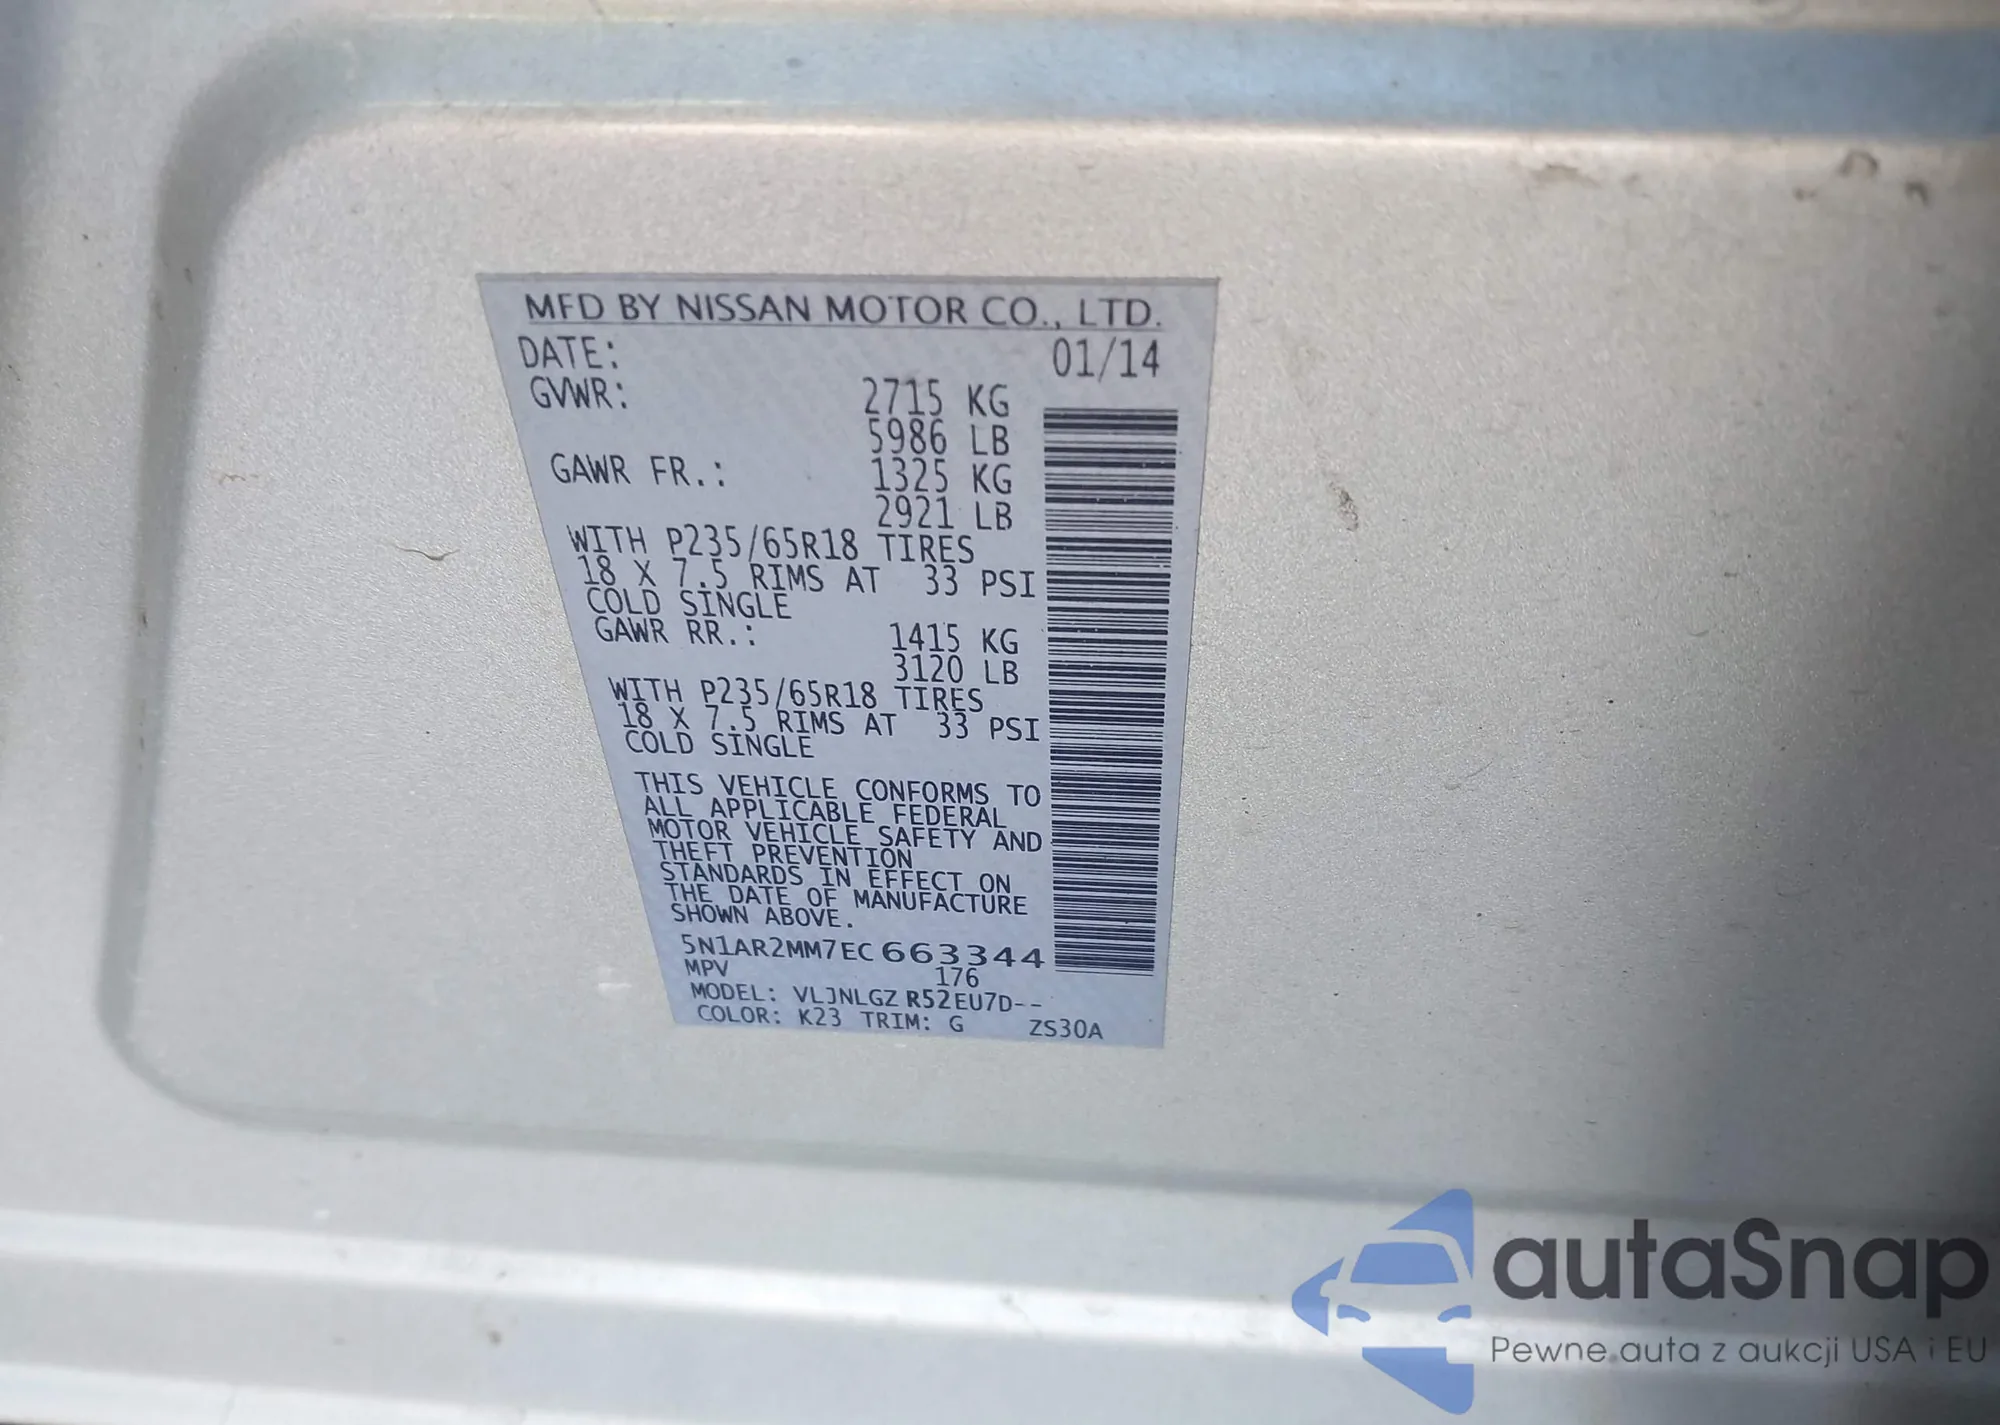 MFD BY NISSAN MOTOR CO., LTD.
DATE: 01/14
GVWR: 2715 KG
5986 LB
GAWR FR.: 1325 KG
2921 LB
WITH P235/65R18 TIRES
18 X 7.5 RIMS AT 33 PSI
COLD SINGLE
GAWR RR.: 1415 KG
3120 LB
WITH P235/65R18 TIRES
18 X 7.5 RIMS AT 33 PSI
COLD SINGLE
THIS VEHICLE CONFORMS TO
ALL APPLICABLE FEDERAL
MOTOR VEHICLE SAFETY AND
THEFT PREVENTION
STANDARDS IN EFFECT ON
THE DATE OF MANUFACTURE
SHOWN ABOVE.
5N1AR2MM7EC663344
MPV 176
MODEL: VLJNLGZ R52EU7D--
COLOR: K23 TRIM: G ZS30A
autaSnap
Pewne auta z aukcji USA i EU